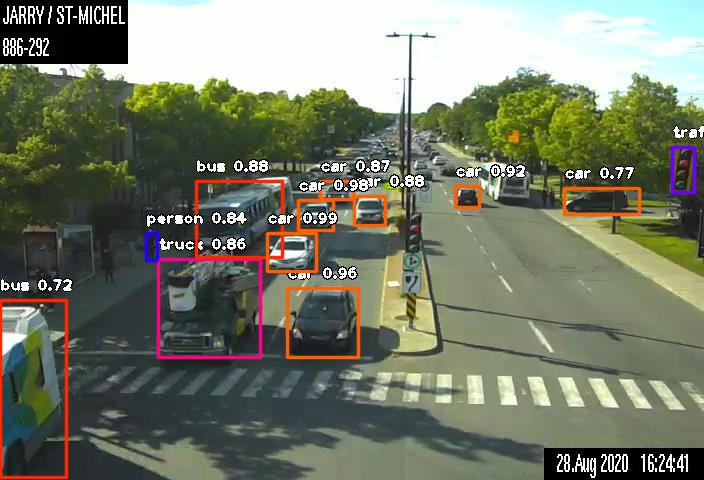 JARRY / ST-MICHEL
886-292
traf
bus 0.88
car 0.87
car 0.92
car 0.77
car 0.98
0.88
person 0.84
car 0.99
truck 0.86
car 0.96
bus 0.72
28.Aug 2020 16:24:41